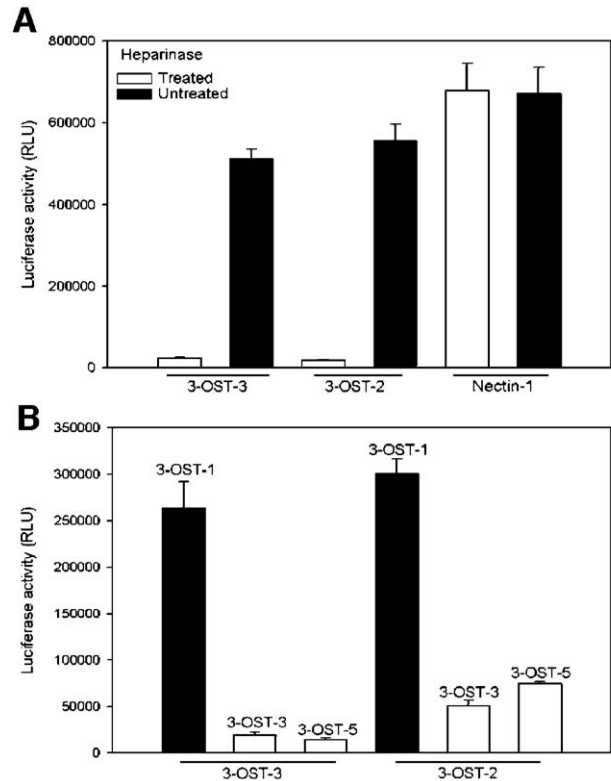 A
Luciferase activity (RLU)
800000
600000
400000
200000
0
Heparinase
Treated
Untreated
3-OST-3
3-OST-2
Nectin-1
B
Luciferase activity (RLU)
350000
300000
250000
200000
150000
100000
50000
0
3-OST-1
3-OST-3
3-OST-5
3-OST-1
3-OST-3
3-OST-5
3-OST-3
3-OST-2